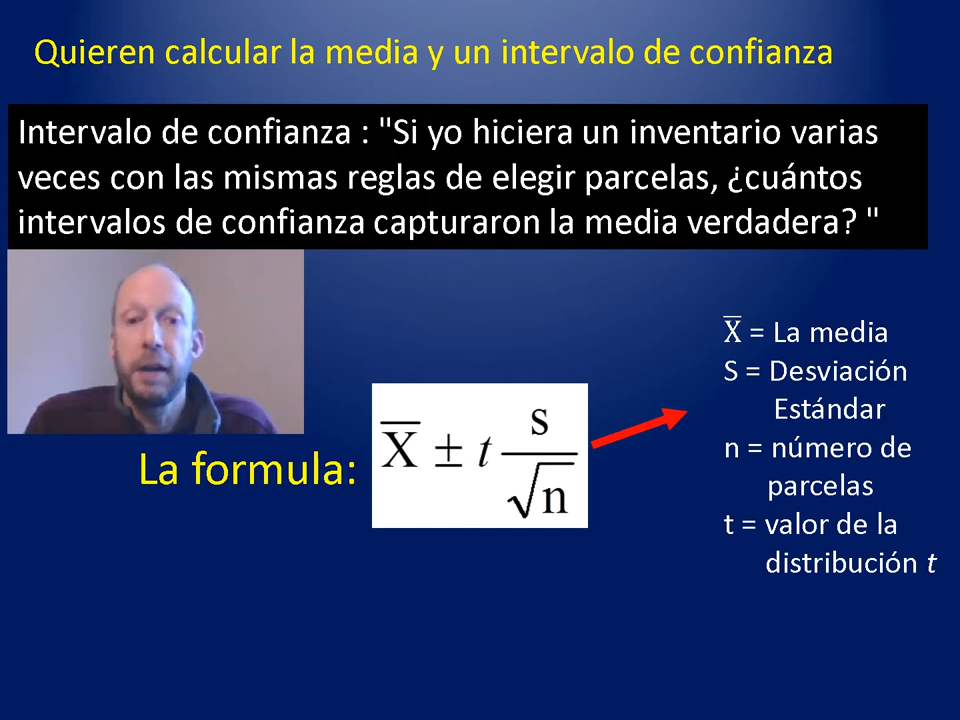 Quieren calcular la media y un intervalo de confianza
Intervalo de confianza : "Si yo hiciera un inventario varias
veces con las mismas reglas de elegir parcelas, ¿cuántos
intervalos de confianza capturaron la media verdadera? "
La formula:
X̅ ± t s/√n
X̅ = La media
S = Desviación
Estándar
n = número de
parcelas
t = valor de la
distribución t